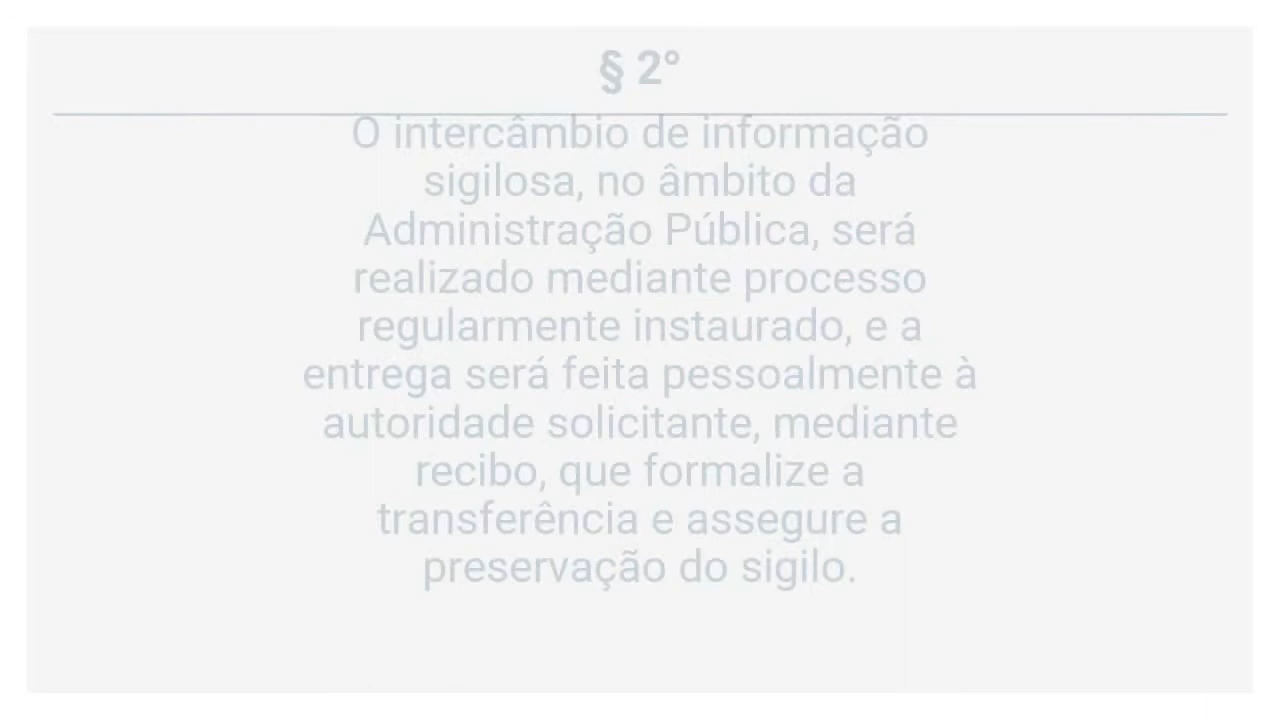 § 2°
O intercâmbio de informação
sigilosa, no âmbito da
Administração Pública, será
realizado mediante processo
regularmente instaurado, e a
entrega será feita pessoalmente à
autoridade solicitante, mediante
recibo, que formalize a
transferência e assegure a
preservação do sigilo.